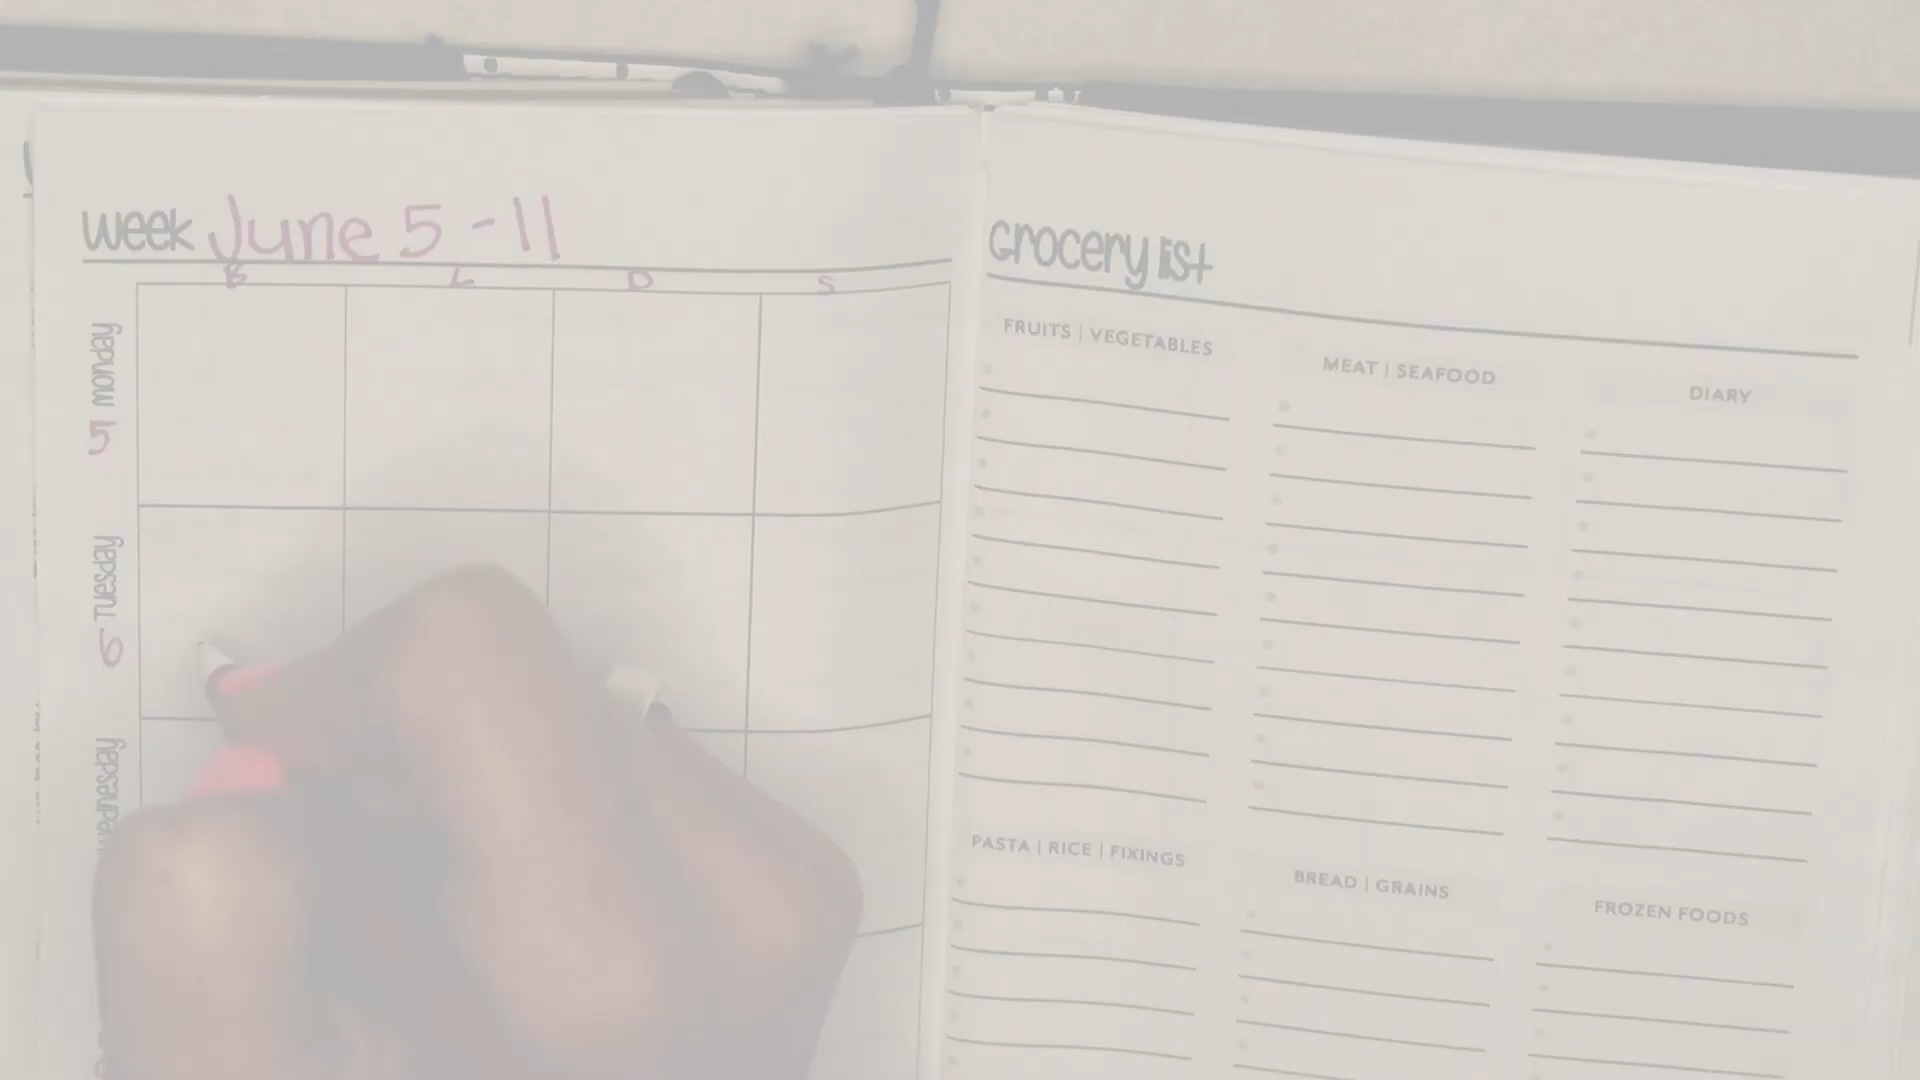 week June 5 - 11
B L D S
monday 5
Tuesday 6
wednesday
Grocery list
FRUITS | VEGETABLES
MEAT | SEAFOOD
DIARY
PASTA | RICE | FIXINGS
BREAD | GRAINS
FROZEN FOODS